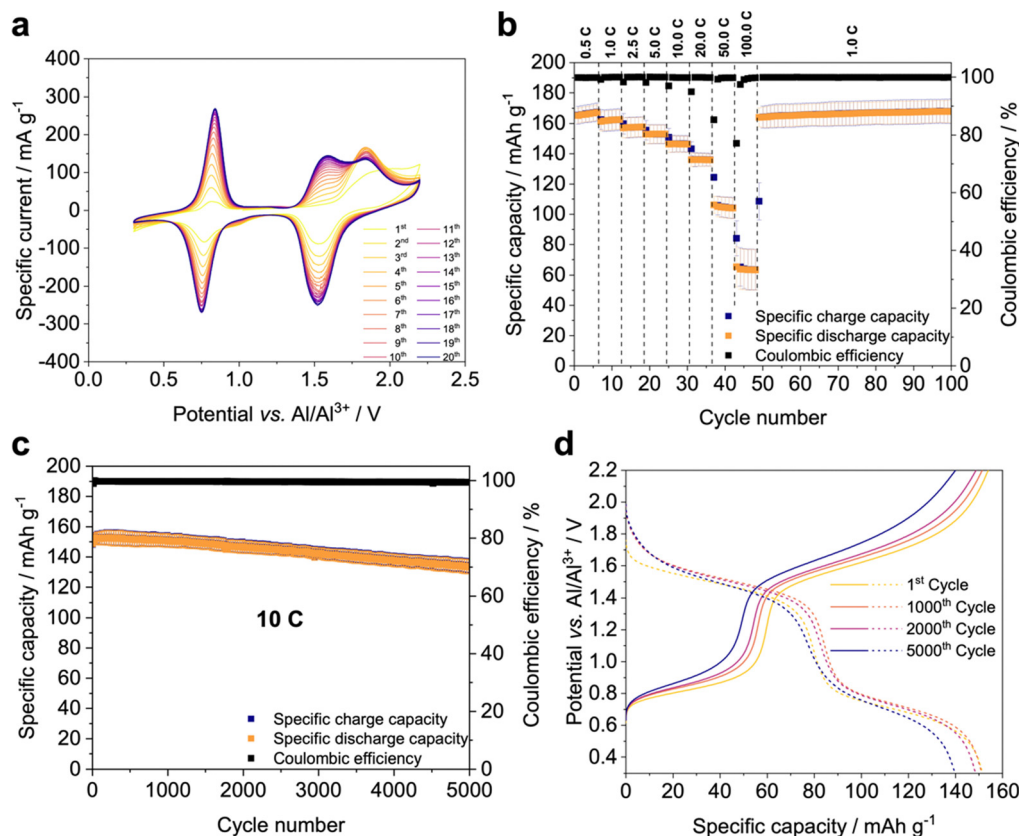 a
Specific current / mA g⁻¹
400
300
200
100
0
-100
-200
-300
-400
0.0 0.5 1.0 1.5 2.0 2.5
Potential vs. Al/Al³⁺ / V
1ˢᵗ 11ᵗʰ
2ⁿᵈ 12ᵗʰ
3ʳᵈ 13ᵗʰ
4ᵗʰ 14ᵗʰ
5ᵗʰ 15ᵗʰ
6ᵗʰ 16ᵗʰ
7ᵗʰ 17ᵗʰ
8ᵗʰ 18ᵗʰ
9ᵗʰ 19ᵗʰ
10ᵗʰ 20ᵗʰ
b
0.5 C 1.0 C 2.5 C 5.0 C 10.0 C 20.0 C 50.0 C 100.0 C 1.0 C
Specific capacity / mAh g⁻¹
200
180
160
140
120
100
80
60
40
20
0
0 10 20 30 40 50 60 70 80 90 100
Cycle number
100
80
60
40
20
0
Coulombic efficiency / %
Specific charge capacity
Specific discharge capacity
Coulombic efficiency
c
Specific capacity / mAh g⁻¹
200
180
160
140
120
100
80
60
40
20
0
0 1000 2000 3000 4000 5000
Cycle number
100
80
60
40
20
0
Coulombic efficiency / %
10 C
Specific charge capacity
Specific discharge capacity
Coulombic efficiency
d
Potential vs. Al/Al³⁺ / V
2.2
2.0
1.8
1.6
1.4
1.2
1.0
0.8
0.6
0.4
0 20 40 60 80 100 120 140 160
Specific capacity / mAh g⁻¹
1ˢᵗ Cycle
1000ᵗʰ Cycle
2000ᵗʰ Cycle
5000ᵗʰ Cycle